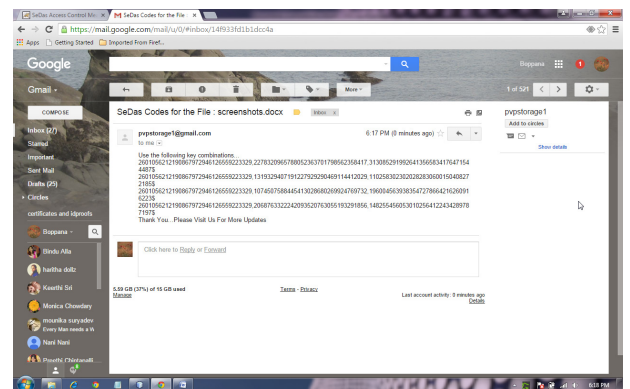 SeDas Access Control Me
SeDas Codes for the File
https://mail.google.com/mail/u/0/#inbox/14f933fd1b1dcc4a
Apps
Getting Started
Imported From Firef...
Google
Boppana
1
Gmail
More
1 of 521
COMPOSE
Inbox (27)
Starred
Important
Sent Mail
Drafts (25)
Circles
certificates and idproofs
Boppana
Bindu Alla
haritha dollz
Keerthi Sri
Monica Chowdary
mounika suryadev
Every Man needs a W
Nani Nani
Preethi Chintanalli
SeDas Codes for the File : screenshots.docx
Inbox x
pvpstorage1@gmail.com
to me
6:17 PM (0 minutes ago)
Use the following key combinations...
Thank You...Please Visit Us For More Updates
Click here to Reply or Forward
5.59 GB (37%) of 15 GB used
Manage
Terms - Privacy
Last account activity: 0 minutes ago
Details
pvpstorage1
Add to circles
Show details
6:18 PM